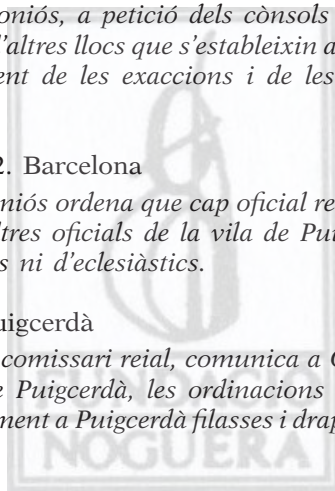 oniós, a petició dels cònsols
d’altres llocs que s’estableixin a
ent de les exaccions i de les
2. Barcelona
niós ordena que cap oficial re
ltres oficials de la vila de Pui
s ni d’eclesiàstics.
uigcerdà
comissari reial, comunica a
e Puigcerdà, les ordinacions
ment a Puigcerdà filasses i drap
NOGUERA